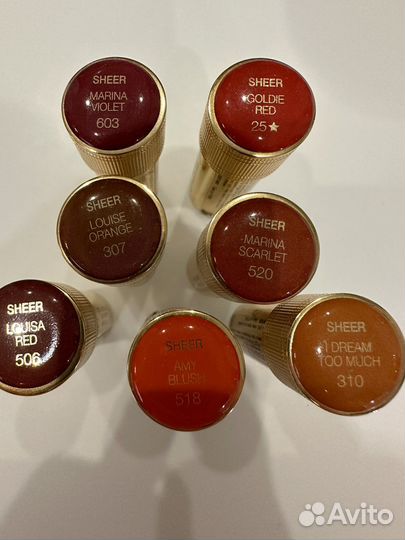 SHEER
MARINA
VIOLET
603
SHEER
GOLDIE
RED
25★
SHEER
LOUISE
ORANGE
307
SHEER
MARINA
SCARLET
520
SHEER
LOUISA
RED
506
SHEER
AMY
BLUSH
518
SHEER
I DREAM
TOO MUCH
310
Avito